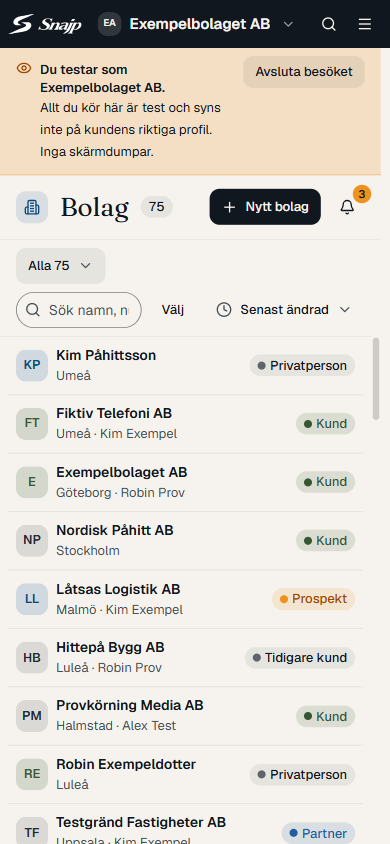 Snajp
EA Exempelbolaget AB
Du testar som
Exempelbolaget AB.
Allt du kör här är test och syns
inte på kundens riktiga profil.
Inga skärmdumpar.
Avsluta besöket
Bolag 75
Nytt bolag
3
Alla 75
Sök namn, n
Välj
Senast ändrad
KP Kim Påhittsson
Umeå
Privatperson
FT Fiktiv Telefoni AB
Umeå · Kim Exempel
Kund
E Exempelbolaget AB
Göteborg · Robin Prov
Kund
NP Nordisk Påhitt AB
Stockholm
Kund
LL Låtsas Logistik AB
Malmö · Kim Exempel
Prospekt
HB Hittepå Bygg AB
Luleå · Robin Prov
Tidigare kund
PM Provkörning Media AB
Halmstad · Alex Test
Kund
RE Robin Exempeldotter
Luleå
Privatperson
TF Testgränd Fastigheter AB
Uppsala · Kim Exempel
Partner